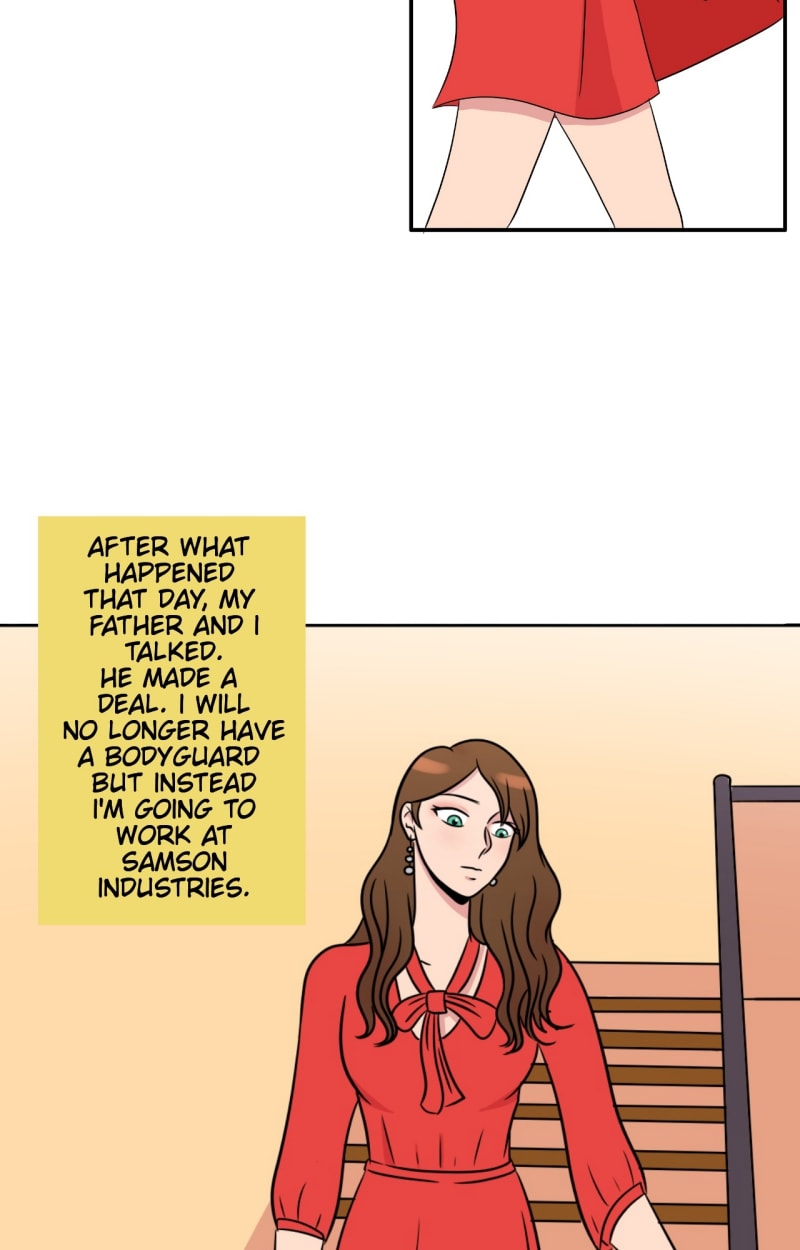 AFTER WHAT
HAPPENED
THAT DAY, MY
FATHER AND I
TALKED.
HE MADE A
DEAL. I WILL
NO LONGER HAVE
A BODYGUARD
BUT INSTEAD
I'M GOING TO
WORK AT
SAMSON
INDUSTRIES.